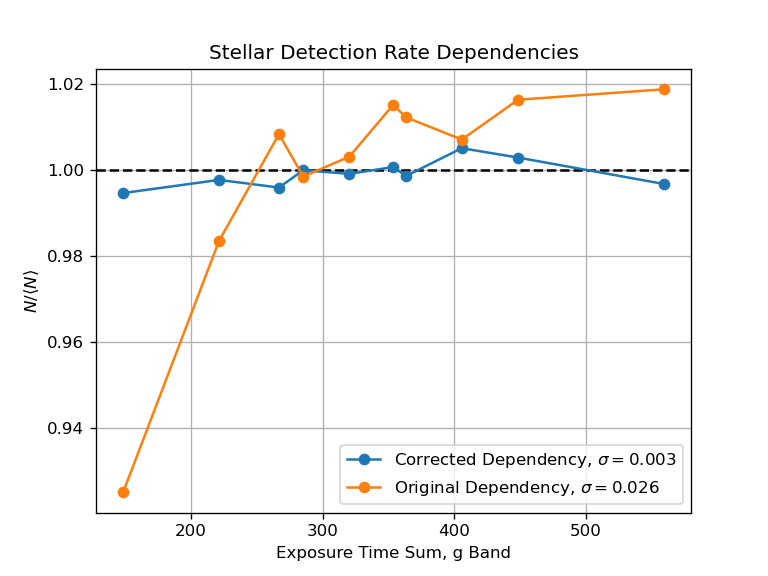 Stellar Detection Rate Dependencies
1.02
1.00
0.98
0.96
0.94
N/⟨N⟩
Corrected Dependency, σ = 0.003
Original Dependency, σ = 0.026
200 300 400 500
Exposure Time Sum, g Band